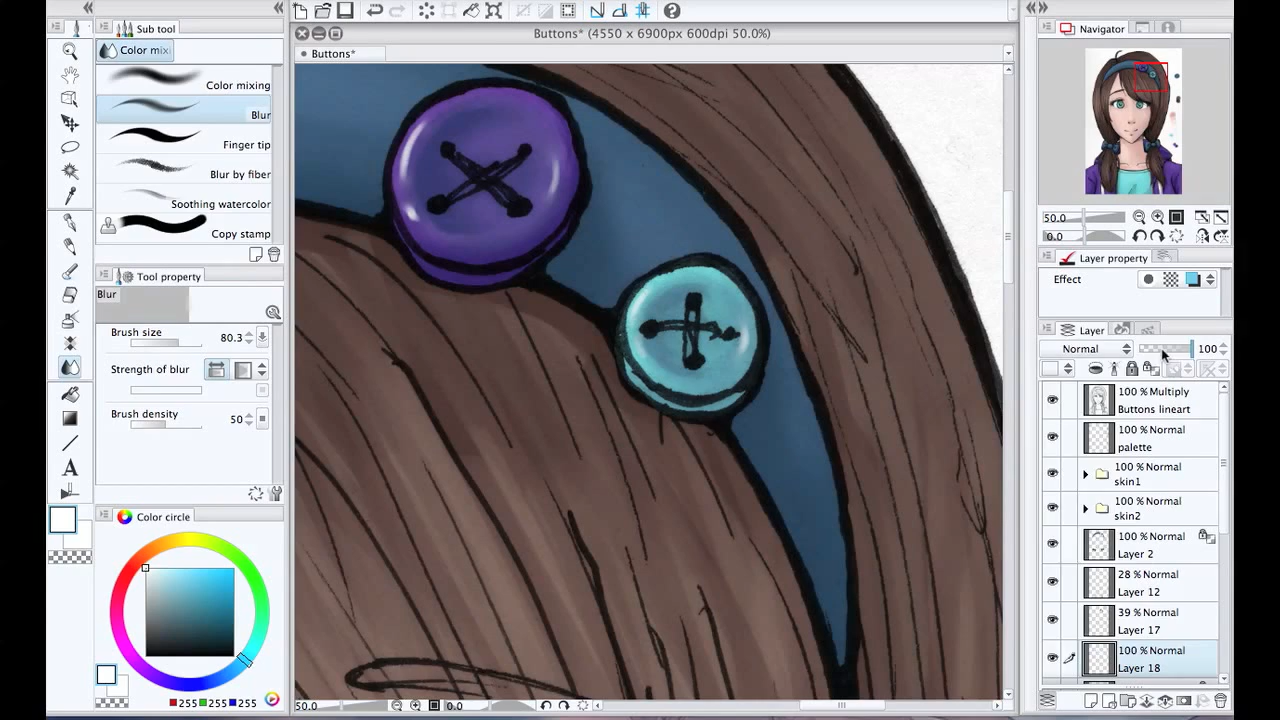 Sub tool
Color mixi
Color mixing
Blur
Finger tip
Blur by fiber
Soothing watercolor
Copy stamp
Tool property
Blur
Brush size
80.3
Strength of blur
Brush density
50
Color circle
255 255 255
Buttons* (4550 x 6900px 600dpi 50.0%)
Buttons*
50.0
0.0
Navigator
50.0
0.0
Layer property
Effect
Layer
Normal
100
100 %Multiply
Buttons lineart
100 %Normal
palette
100 %Normal
skin1
100 %Normal
skin2
100 %Normal
Layer 2
28 %Normal
Layer 12
39 %Normal
Layer 17
100 %Normal
Layer 18